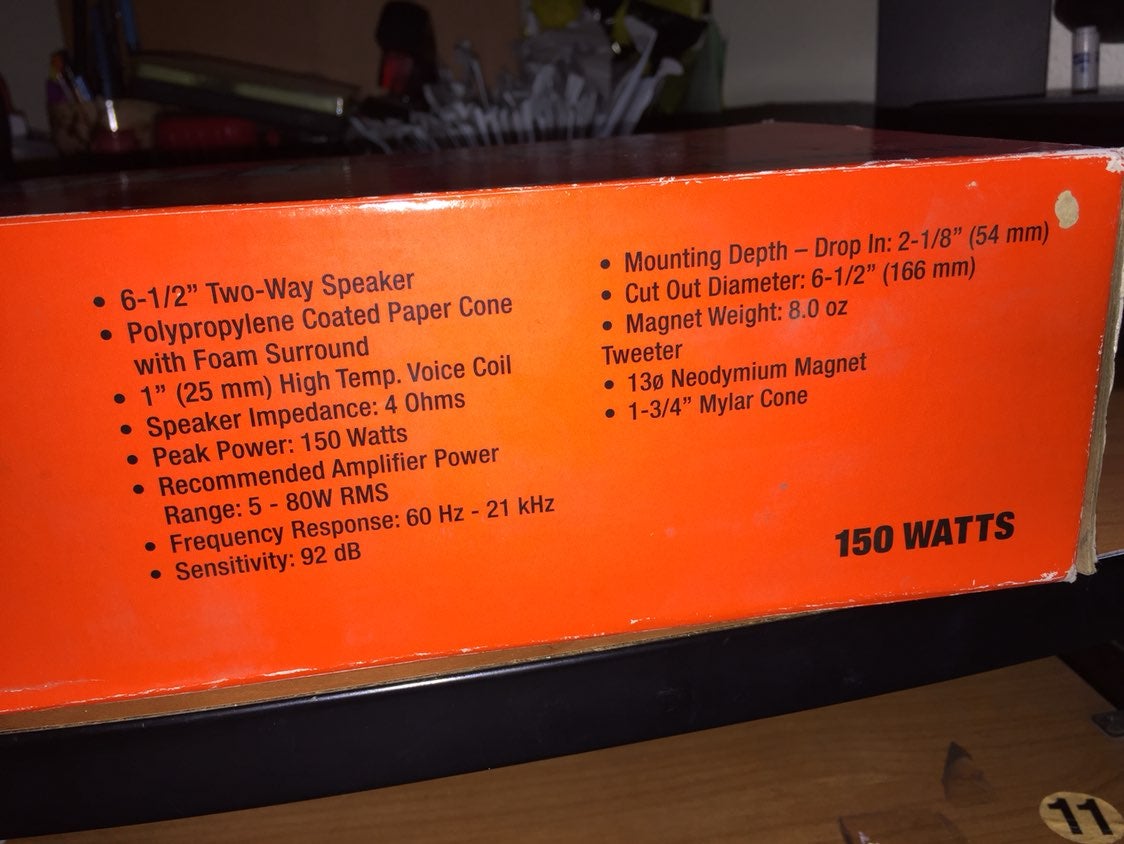 • 6-1/2" Two-Way Speaker
• Polypropylene Coated Paper Cone
with Foam Surround
• 1" (25 mm) High Temp. Voice Coil
• Speaker Impedance: 4 Ohms
• Peak Power: 150 Watts
• Recommended Amplifier Power
Range: 5 - 80W RMS
• Frequency Response: 60 Hz - 21 kHz
• Sensitivity: 92 dB
• Mounting Depth – Drop In: 2-1/8" (54 mm)
• Cut Out Diameter: 6-1/2" (166 mm)
• Magnet Weight: 8.0 oz
Tweeter
• 13ø Neodymium Magnet
• 1-3/4" Mylar Cone
150 WATTS
11